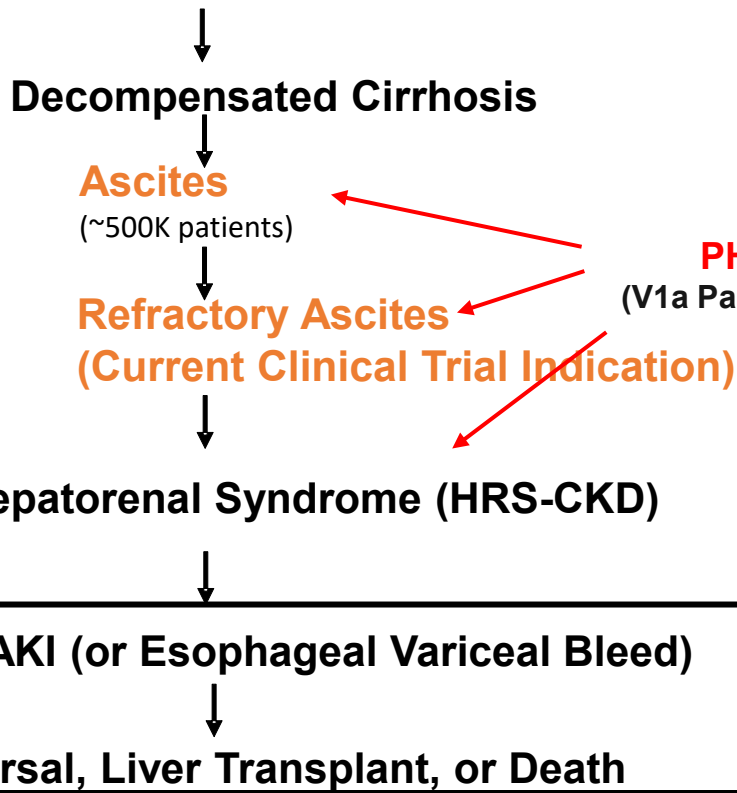 Decompensated Cirrhosis
Ascites
(~500K patients)
PH
(V1a Pa
Refractory Ascites
(Current Clinical Trial Indication)
epatorenal Syndrome (HRS-CKD)
AKI (or Esophageal Variceal Bleed)
rsal, Liver Transplant, or Death